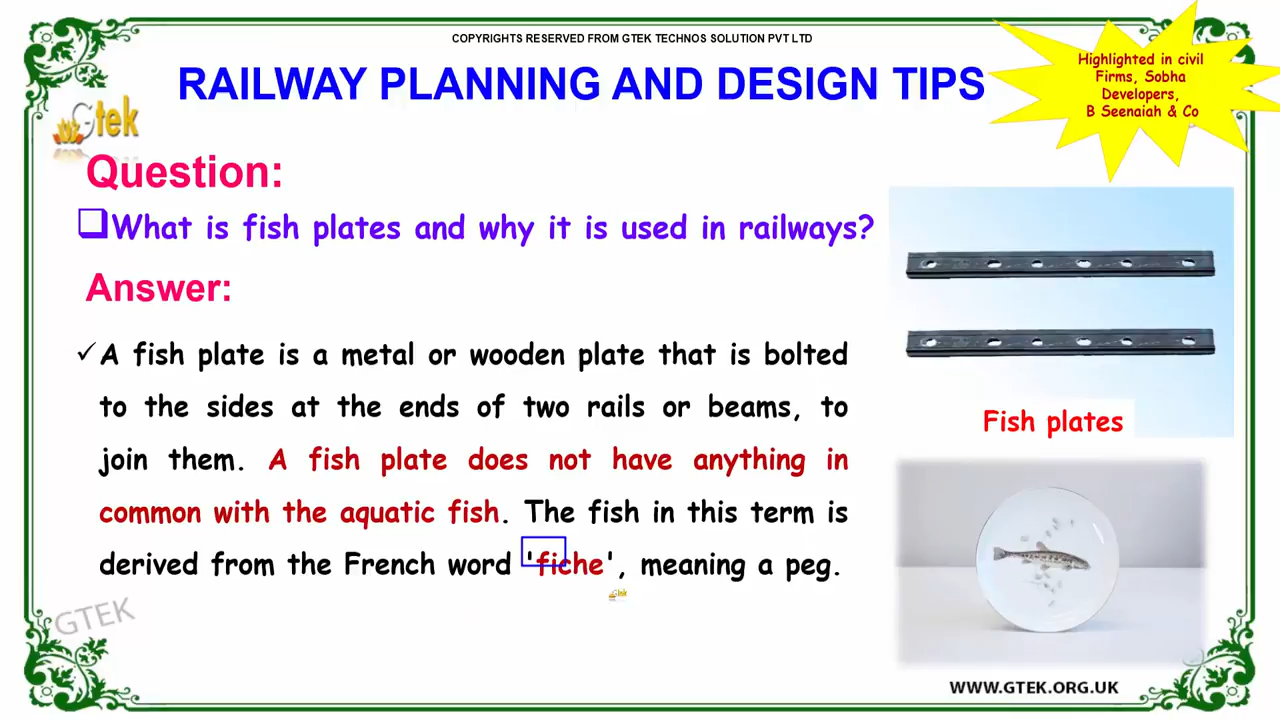 COPYRIGHTS RESERVED FROM GTEK TECHNOS SOLUTION PVT LTD
RAILWAY PLANNING AND DESIGN TIPS
Highlighted in civil
Firms, Sobha
Developers,
B Seenaiah & Co
Gtek
Question:
What is fish plates and why it is used in railways?
Answer:
A fish plate is a metal or wooden plate that is bolted
to the sides at the ends of two rails or beams, to
join them. A fish plate does not have anything in
common with the aquatic fish. The fish in this term is
derived from the French word 'fiche', meaning a peg.
Fish plates
Gtek
GTEK
WWW.GTEK.ORG.UK